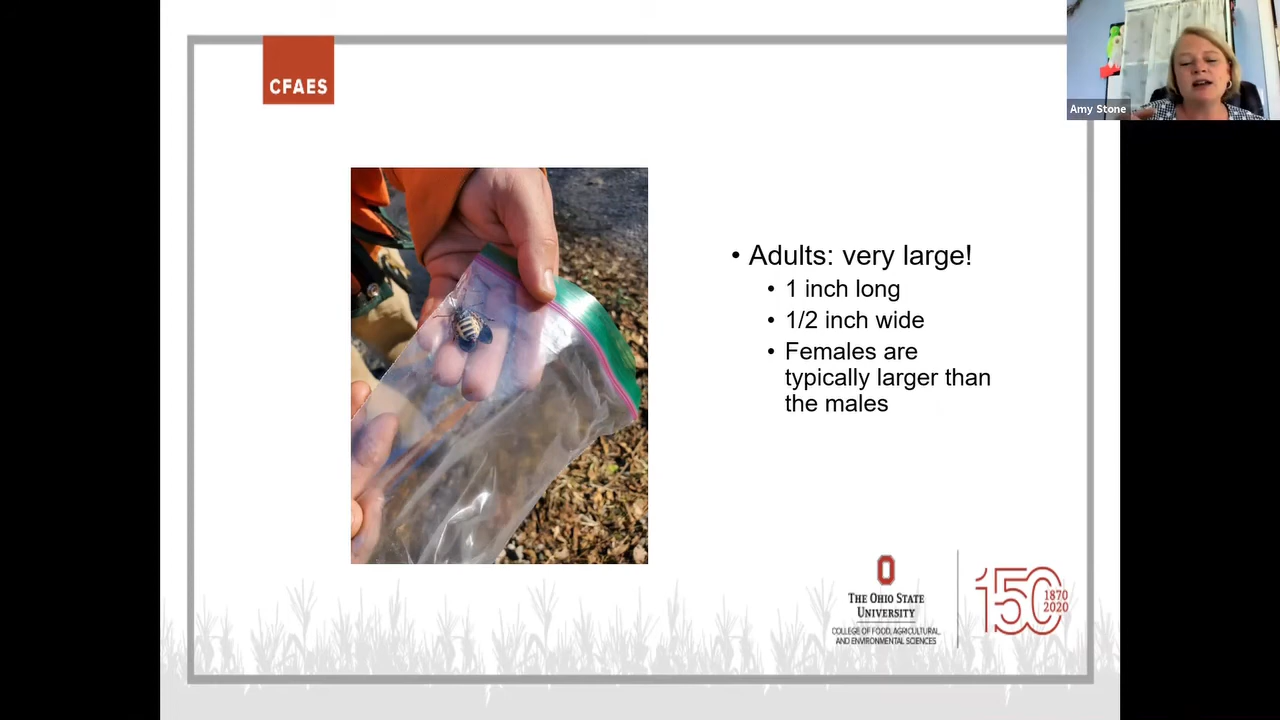 CFAES
Amy Stone
• Adults: very large!
• 1 inch long
• 1/2 inch wide
• Females are
typically larger than
the males
THE OHIO STATE
UNIVERSITY
COLLEGE OF FOOD, AGRICULTURAL,
AND ENVIRONMENTAL SCIENCES
150
1870
2020